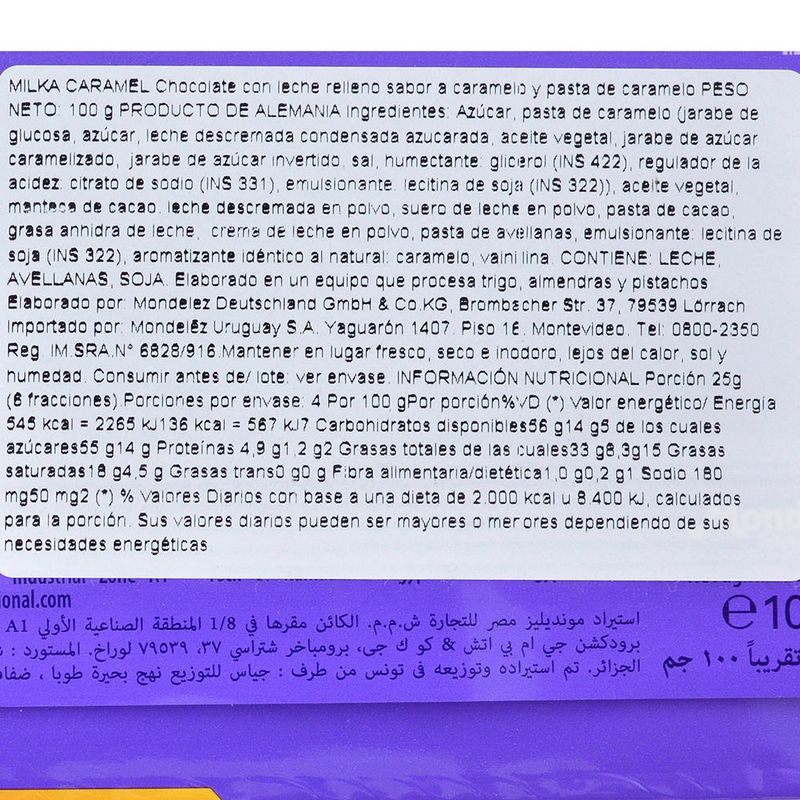 MILKA CARAMEL Chocolate con leche relleno sabor a caramelo y pasta de caramelo PESO
NETO: 100 g PRODUCTO DE ALEMANIA Ingredientes: Azúcar, pasta de caramelo (jarabe de
glucosa, azúcar, leche descremada condensada azucarada, aceite vegetal, jarabe de azúcar
caramelizado, jarabe de azúcar invertido, sal, humectante: glicerol (INS 422), regulador de la
acidez: citrato de sodio (INS 331), emulsionante: lecitina de soja (INS 322)), aceite vegetal,
manteca de cacao, leche descremada en polvo, suero de leche en polvo, pasta de cacao,
grasa anhidra de leche, crema de leche en polvo, pasta de avellanas, emulsionante: lecitina de
soja (INS 322), aromatizante idéntico al natural: caramelo, vainillina. CONTIENE: LECHE,
AVELLANAS, SOJA. Elaborado en un equipo que procesa trigo, almendras y pistachos
Elaborado por: Mondelez Deutschland GmbH & Co.KG, Brombacher Str. 37, 79539 Lörrach
Importado por: Mondelēz Uruguay S.A. Yaguarón 1407. Piso 16. Montevideo. Tel: 0800-2350
Reg. IM.SRA.N° 6828/916.Mantener en lugar fresco, seco e inodoro, lejos del calor, sol y
humedad. Consumir antes de/ lote: ver envase. INFORMACIÓN NUTRICIONAL Porción 25g
(6 fracciones).Porciones por envase: 4 Por 100 gPor porción%VD (*) Valor energético/ Energía
545 kcal = 2265 kJ136 kcal = 567 kJ7 Carbohidratos disponibles56 g14 g5 de los cuales
azúcares55 g14 g Proteínas 4,9 g1,2 g2 Grasas totales de las cuales33 g8,3g15 Grasas
saturadas18 g4,5 g Grasas trans0 g0 g Fibra alimentaria/dietética1,0 g0,2 g1 Sodio 180
mg50 mg2 (*) % Valores Diarios con base a una dieta de 2.000 kcal u 8.400 kJ, calculados
para la porción. Sus valores diarios pueden ser mayores o menores dependiendo de sus
necesidades energéticas
ional.com
℮10
استيراد مونديليز مصر للتجارة ش.م.م. الكائن مقرها في 1/8 المنطقة الصناعية الأولي A1
برودكشن جي ام بي اتش & كو ك جى، برومباخر شتراسي ٣٧، ٧٩٥٣٩ لوراخ. المستورد :
الجزائر. تم استيراده وتوزيعه فى تونس من طرف : جياس للتوزيع نهج بحيرة طوبا ، ضفاف
تقريباً ١٠٠ جم